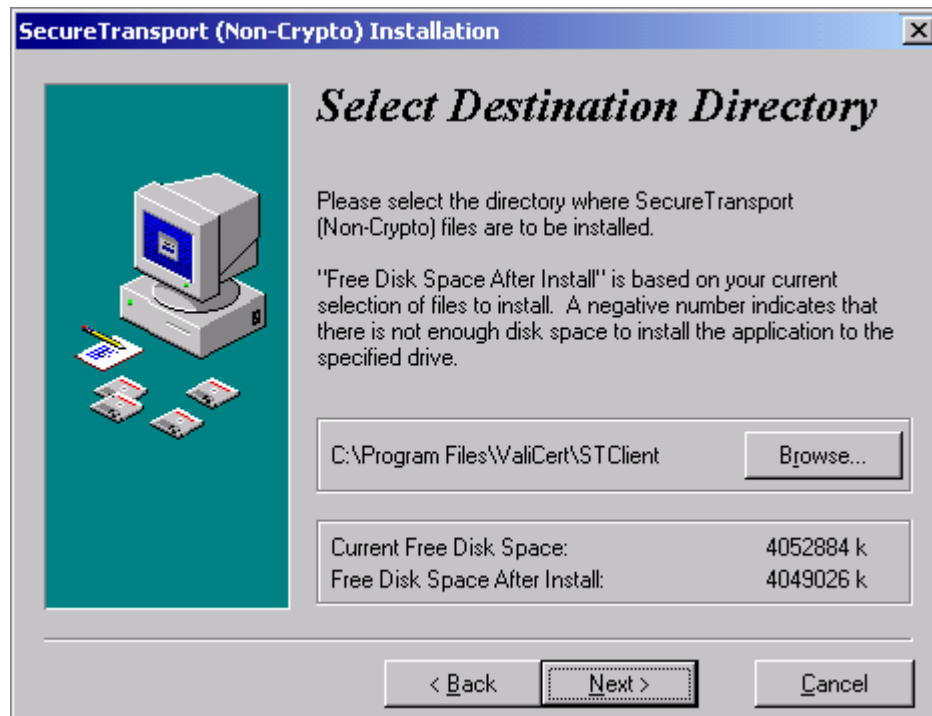 SecureTransport (Non-Crypto) Installation
Select Destination Directory
Please select the directory where SecureTransport
(Non-Crypto) files are to be installed.
"Free Disk Space After Install" is based on your current
selection of files to install.  A negative number indicates that
there is not enough disk space to install the application to the
specified drive.
C:\Program Files\ValiCert\STClient
Browse...
Current Free Disk Space: 4052884 k
Free Disk Space After Install: 4049026 k
< Back Next > Cancel